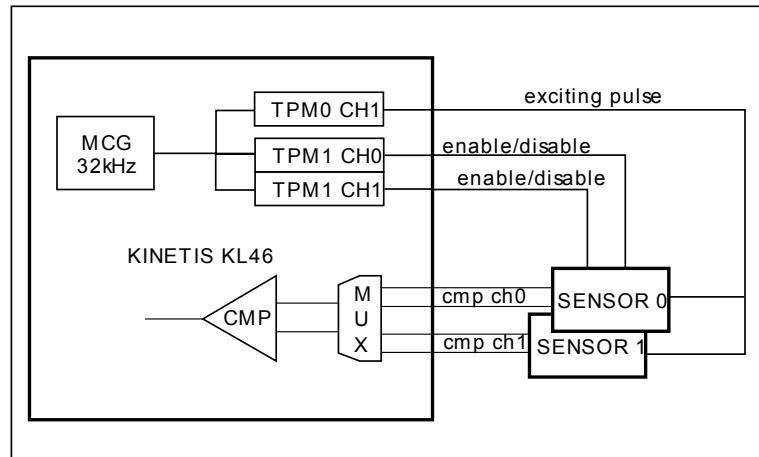 exciting pulse
TPM0 CH1
MCG
32kHz
TPM1 CH0
enable/disable
TPM1 CH1
enable/disable
KINETIS KL46
CMP
M
U
X
cmp ch0
cmp ch1
SENSOR 0
SENSOR 1